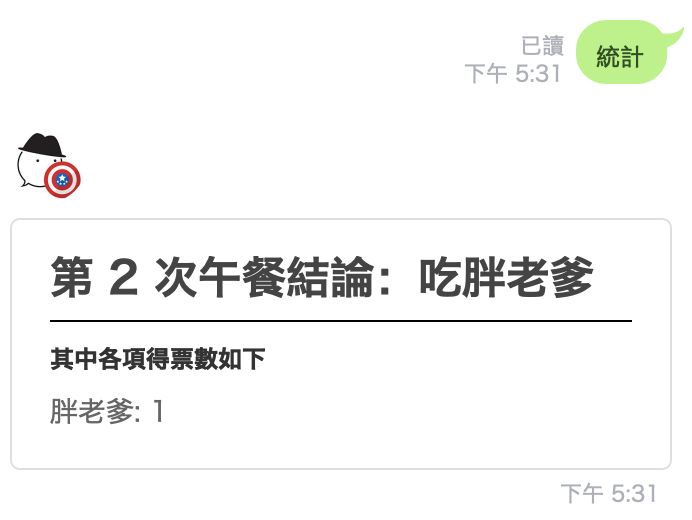 已讀
下午 5:31
統計
第 2 次午餐結論：吃胖老爹
其中各項得票數如下
胖老爹: 1
下午 5:31